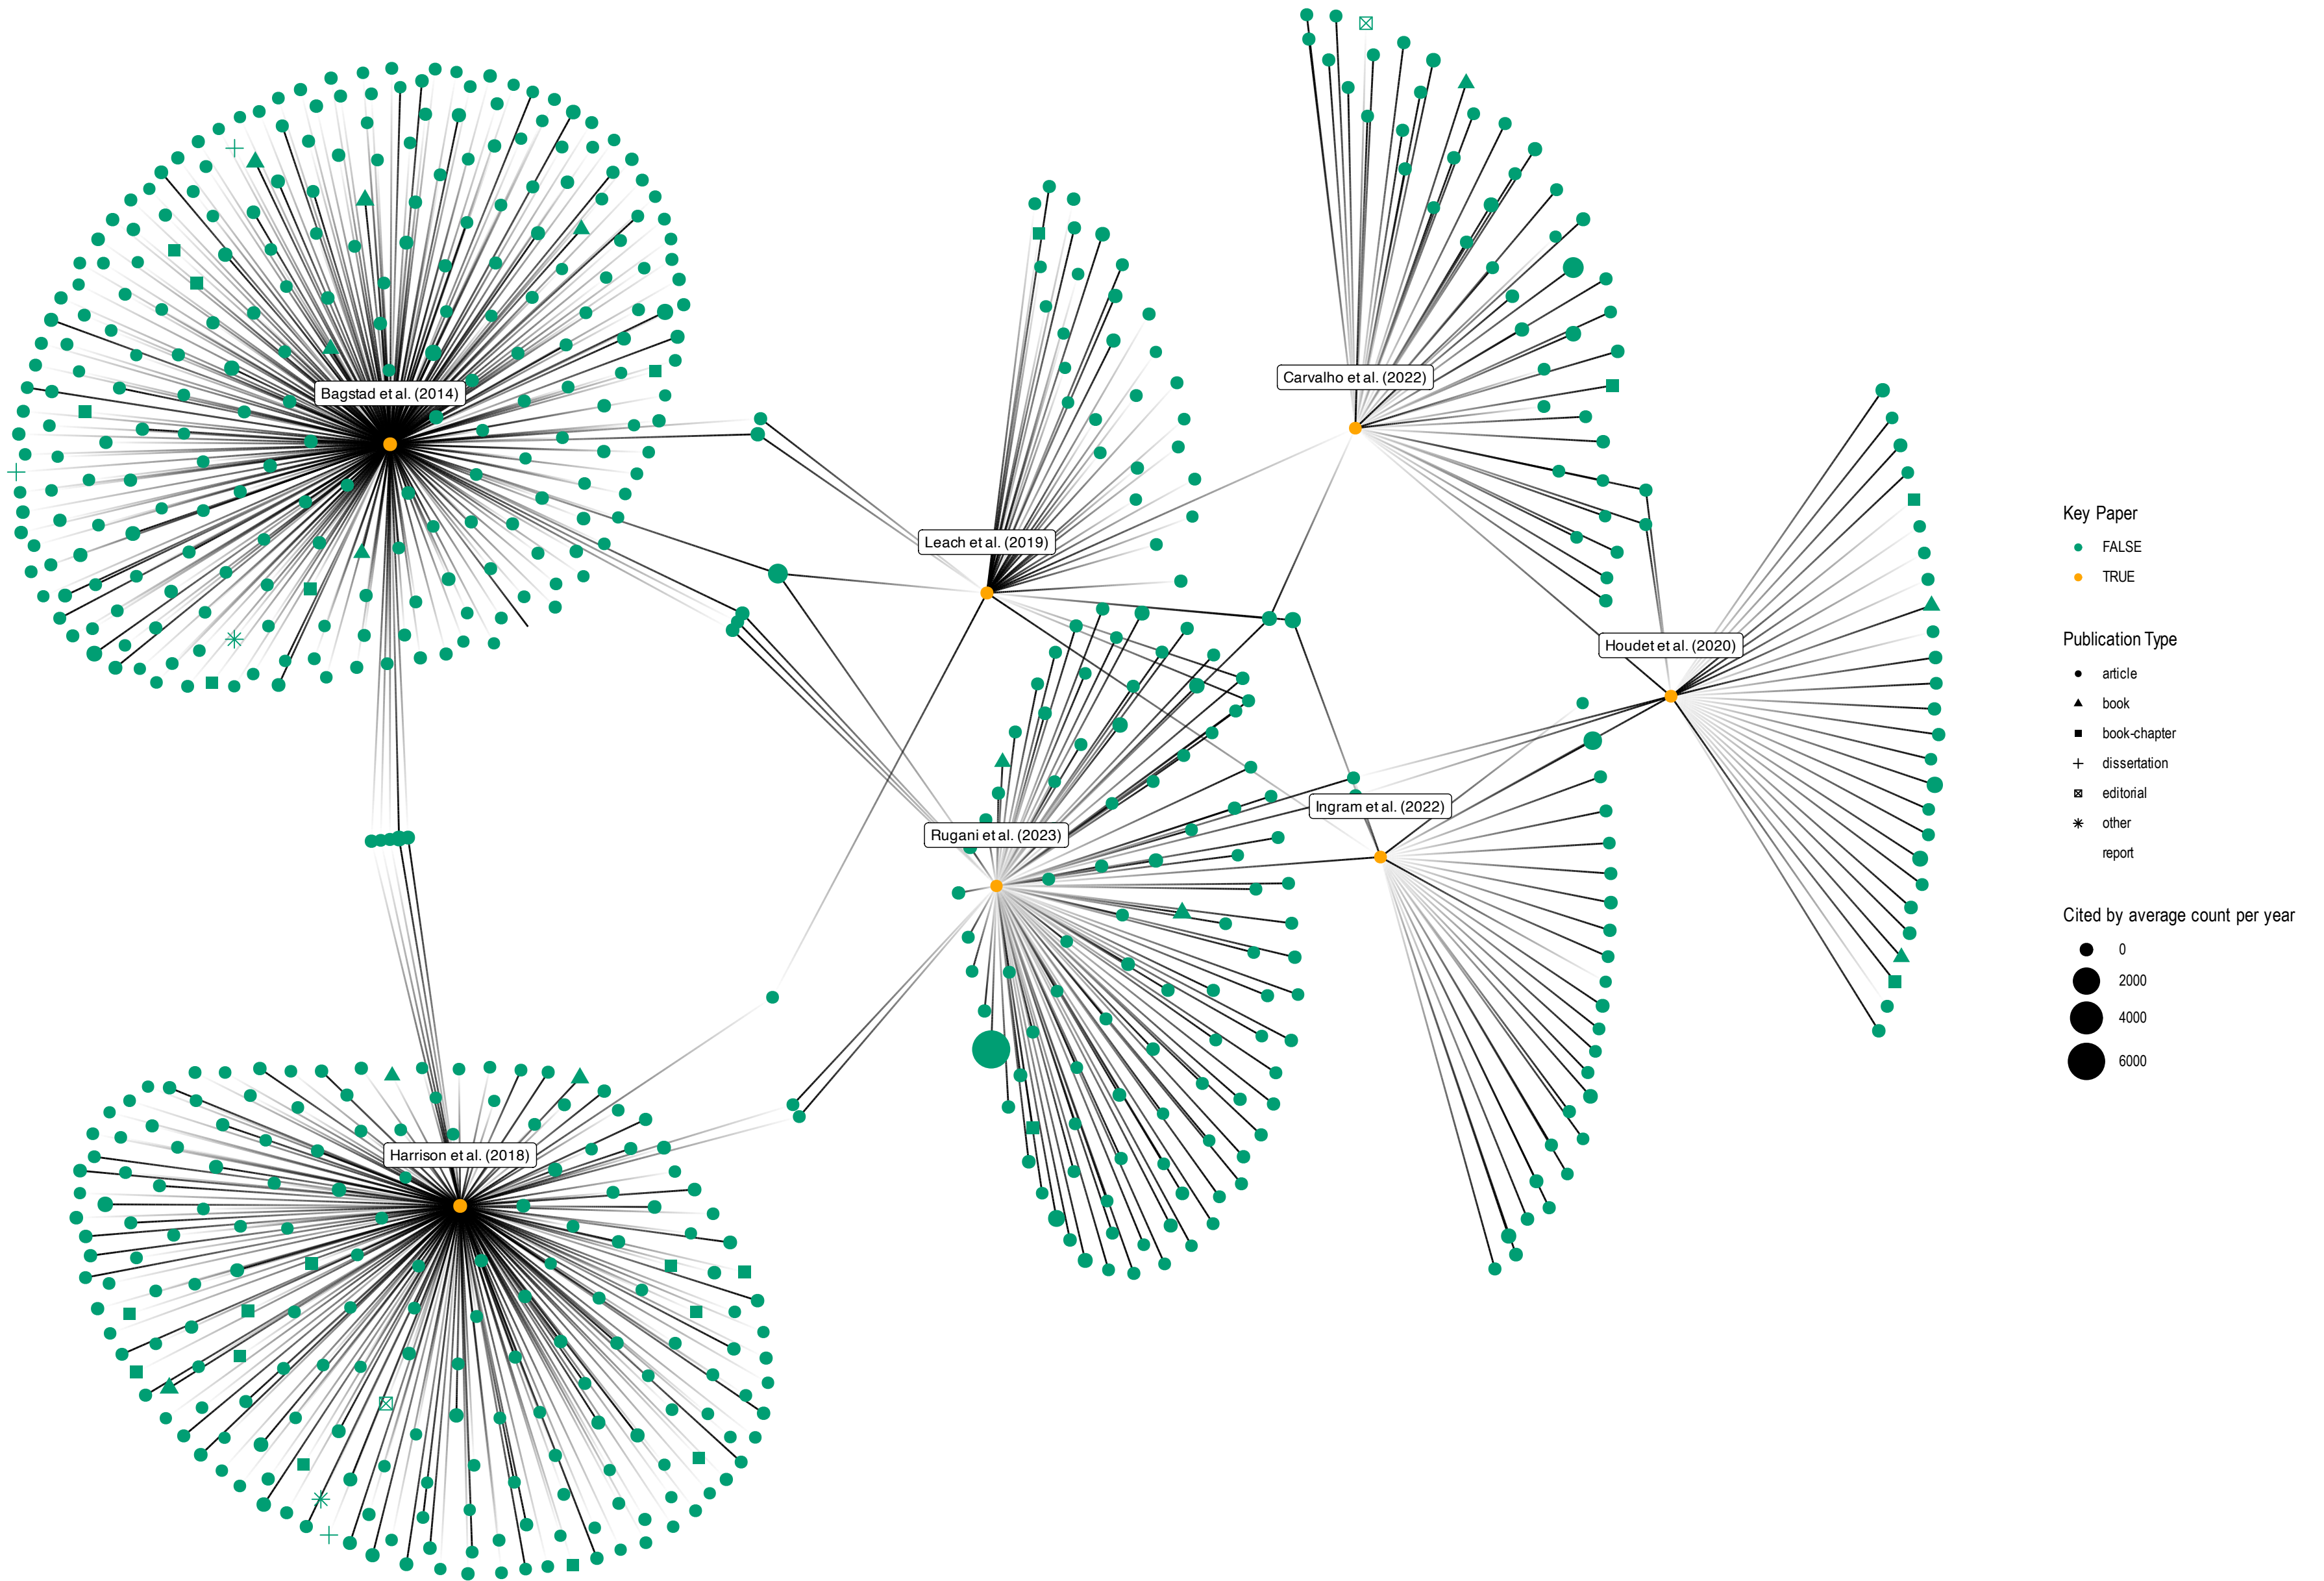 Bagstad et al. (2014)
Carvalho et al. (2022)
Leach et al. (2019)
Houdet et al. (2020)
Ingram et al. (2022)
Rugani et al. (2023)
Harrison et al. (2018)
Key Paper
FALSE
TRUE
Publication Type
article
book
book-chapter
dissertation
editorial
other
report
Cited by average count per year
0
2000
4000
6000